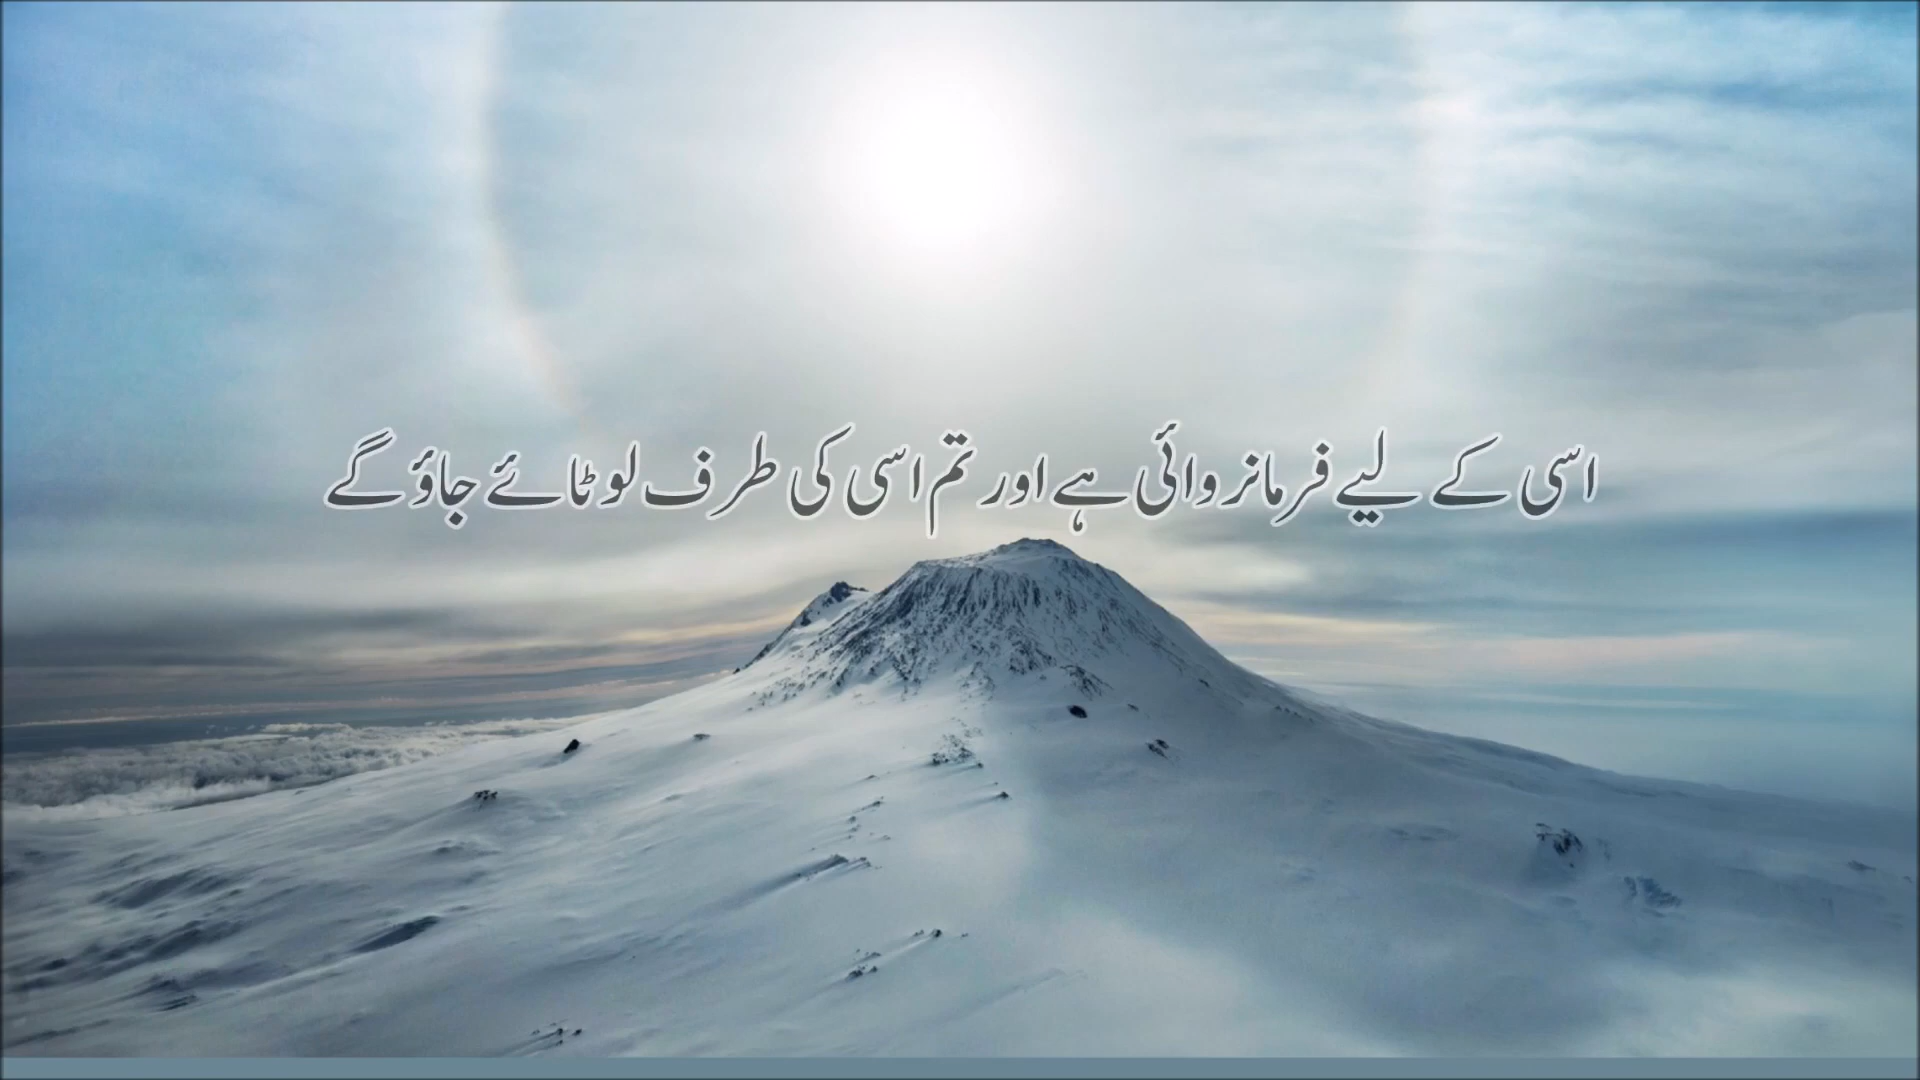 اسی کے لیے فرمانروائی ہے اور تم اسی کی طرف لوٹائے جاؤ گے